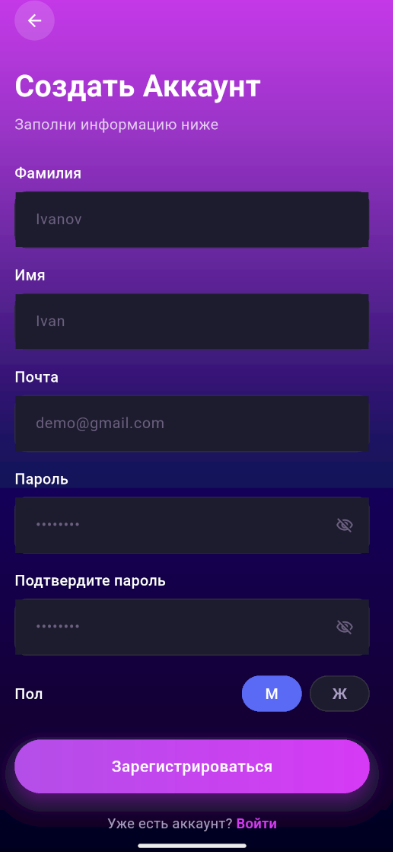 Создать Аккаунт
Заполни информацию ниже
Фамилия
Ivanov
Имя
Ivan
Почта
demo@gmail.com
Пароль
••••••••
Подтвердите пароль
••••••••
Пол М Ж
Зарегистрироваться
Уже есть аккаунт? Войти